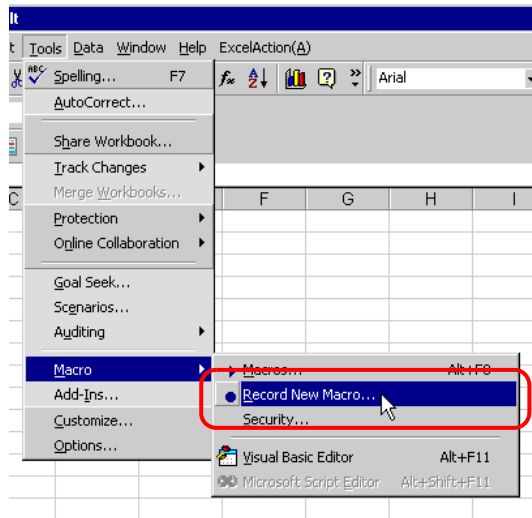 lt
t Tools Data Window Help ExcelAction(A)
ABC Spelling... F7 fx A Z ? » Arial
AutoCorrect...
Share Workbook...
Track Changes
Merge Workbooks...
C F G H I
Protection
Online Collaboration
Goal Seek...
Scenarios...
Auditing
Macro Macros... Alt+F8
Add-Ins... Record New Macro...
Customize... Security...
Options... Visual Basic Editor Alt+F11
Microsoft Script Editor Alt+Shift+F11